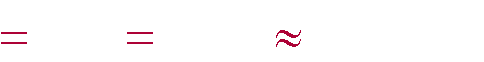 = = ≈